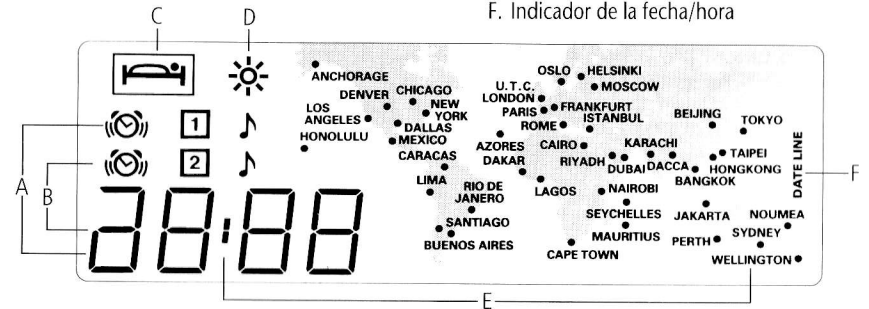 F. Indicador de la fecha/hora
C
D
ANCHORAGE
OSLO
HELSINKI
MOSCOW
U.T.C.
LONDON
PARIS
FRANKFURT
ISTANBUL
ROME
DENVER
CHICAGO
NEW
YORK
LOS
ANGELES
DALLAS
MEXICO
HONOLULU
CARACAS
LIMA
RIO DE
JANERO
SANTIAGO
BUENOS AIRES
AZORES
DAKAR
LAGOS
CAIRO
RIYADH
DUBAI
KARACHI
DACCA
BEIJING
TOKYO
TAIPEI
HONGKONG
BANGKOK
NAIROBI
SEYCHELLES
MAURITIUS
CAPE TOWN
JAKARTA
PERTH
NOUMEA
SYDNEY
WELLINGTON
DATE LINE
1
2
A
B
28:88
E
F